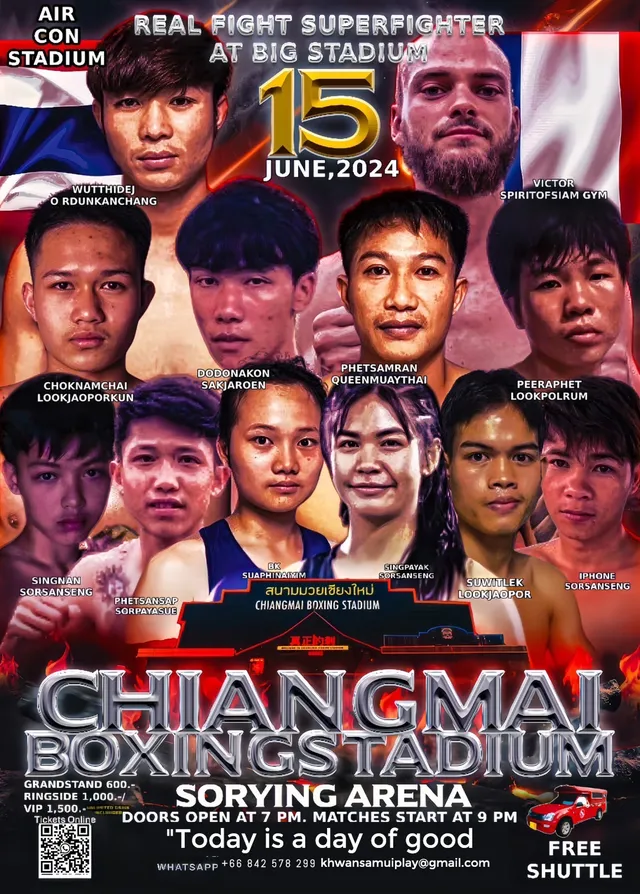 AIR
CON
STADIUM
REAL FIGHT SUPERFIGHTER
AT BIG STADIUM
15
JUNE,2024
WUTTHIDEJ
O RDUNKANCHANG
VICTOR
SPIRITOFSIAM GYM
CHOKNAMCHAI
LOOKJAOPORKUN
DODONAKON
SAKJAROEN
PHETSAMRAN
QUEENMUAYTHAI
PEERAPHET
LOOKPOLRUM
SINGNAN
SORSANSENG
PHETSANSAP
SORPAYASUE
BK
SUAPHINAIYIM
SINGPAYAK
SORSANSENG
SUWITLEK
LOOKJAOPOR
IPHONE
SORSANSENG
สนามมวยเชียงใหม่
CHIANGMAI BOXING STADIUM
CHIANGMAI
BOXINGSTADIUM
GRANDSTAND 600.-
RINGSIDE 1,000.-/
VIP 1,500.-
Tickets Online
SORYING ARENA
DOORS OPEN AT 7 PM. MATCHES START AT 9 PM
"Today is a day of good
WHATSAPP +66 842 578 299 khwansamuiplay@gmail.com
FREE
SHUTTLE